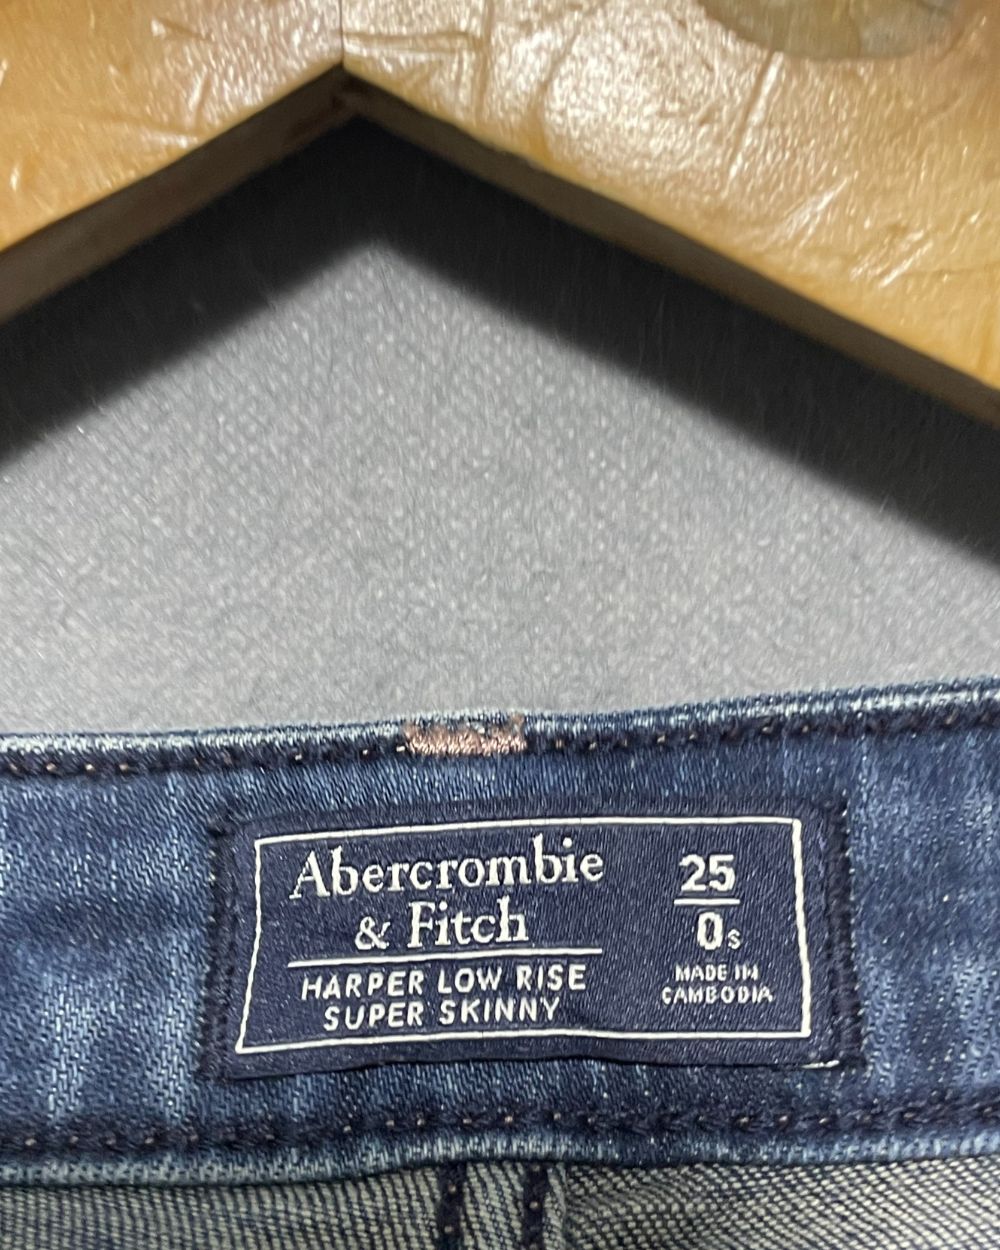 Abercrombie
& Fitch
HARPER LOW RISE
SUPER SKINNY
25
0s
MADE IN
CAMBODIA